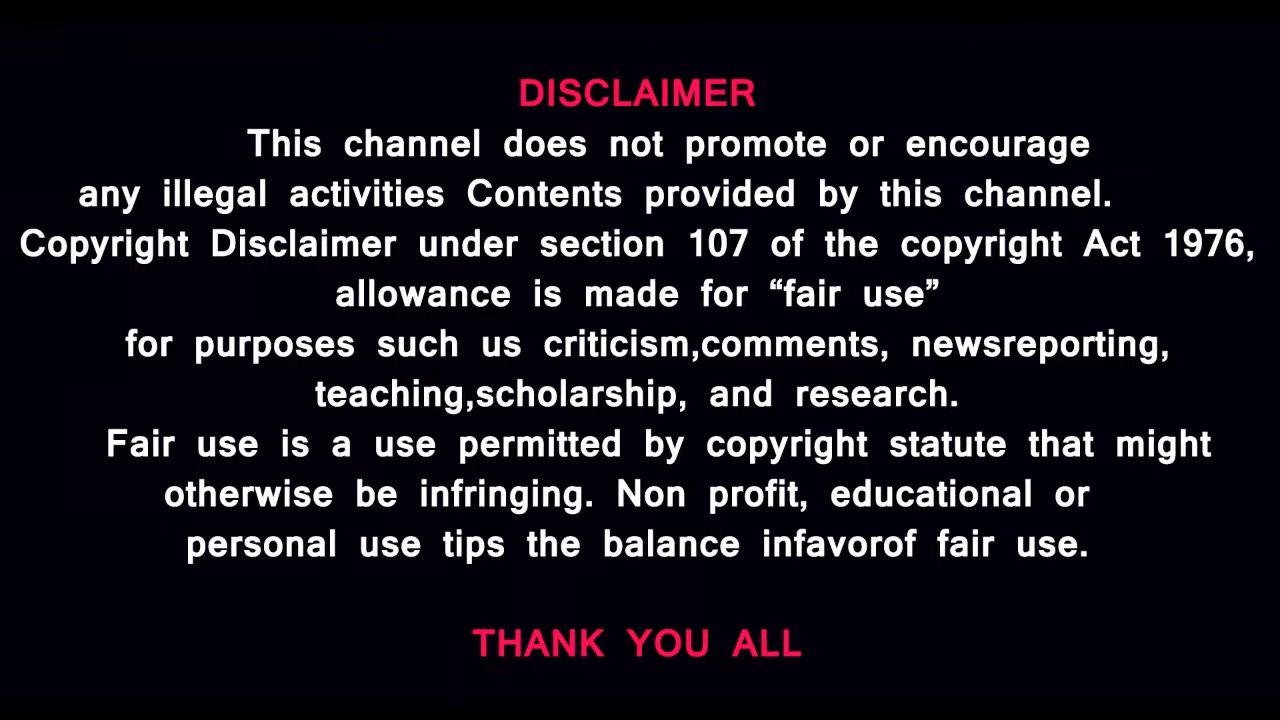 DISCLAIMER
This channel does not promote or encourage
any illegal activities Contents provided by this channel.
Copyright Disclaimer under section 107 of the copyright Act 1976,
allowance is made for “fair use”
for purposes such us criticism,comments, newsreporting,
teaching,scholarship, and research.
Fair use is a use permitted by copyright statute that might
otherwise be infringing. Non profit, educational or
personal use tips the balance infavorof fair use.
THANK YOU ALL